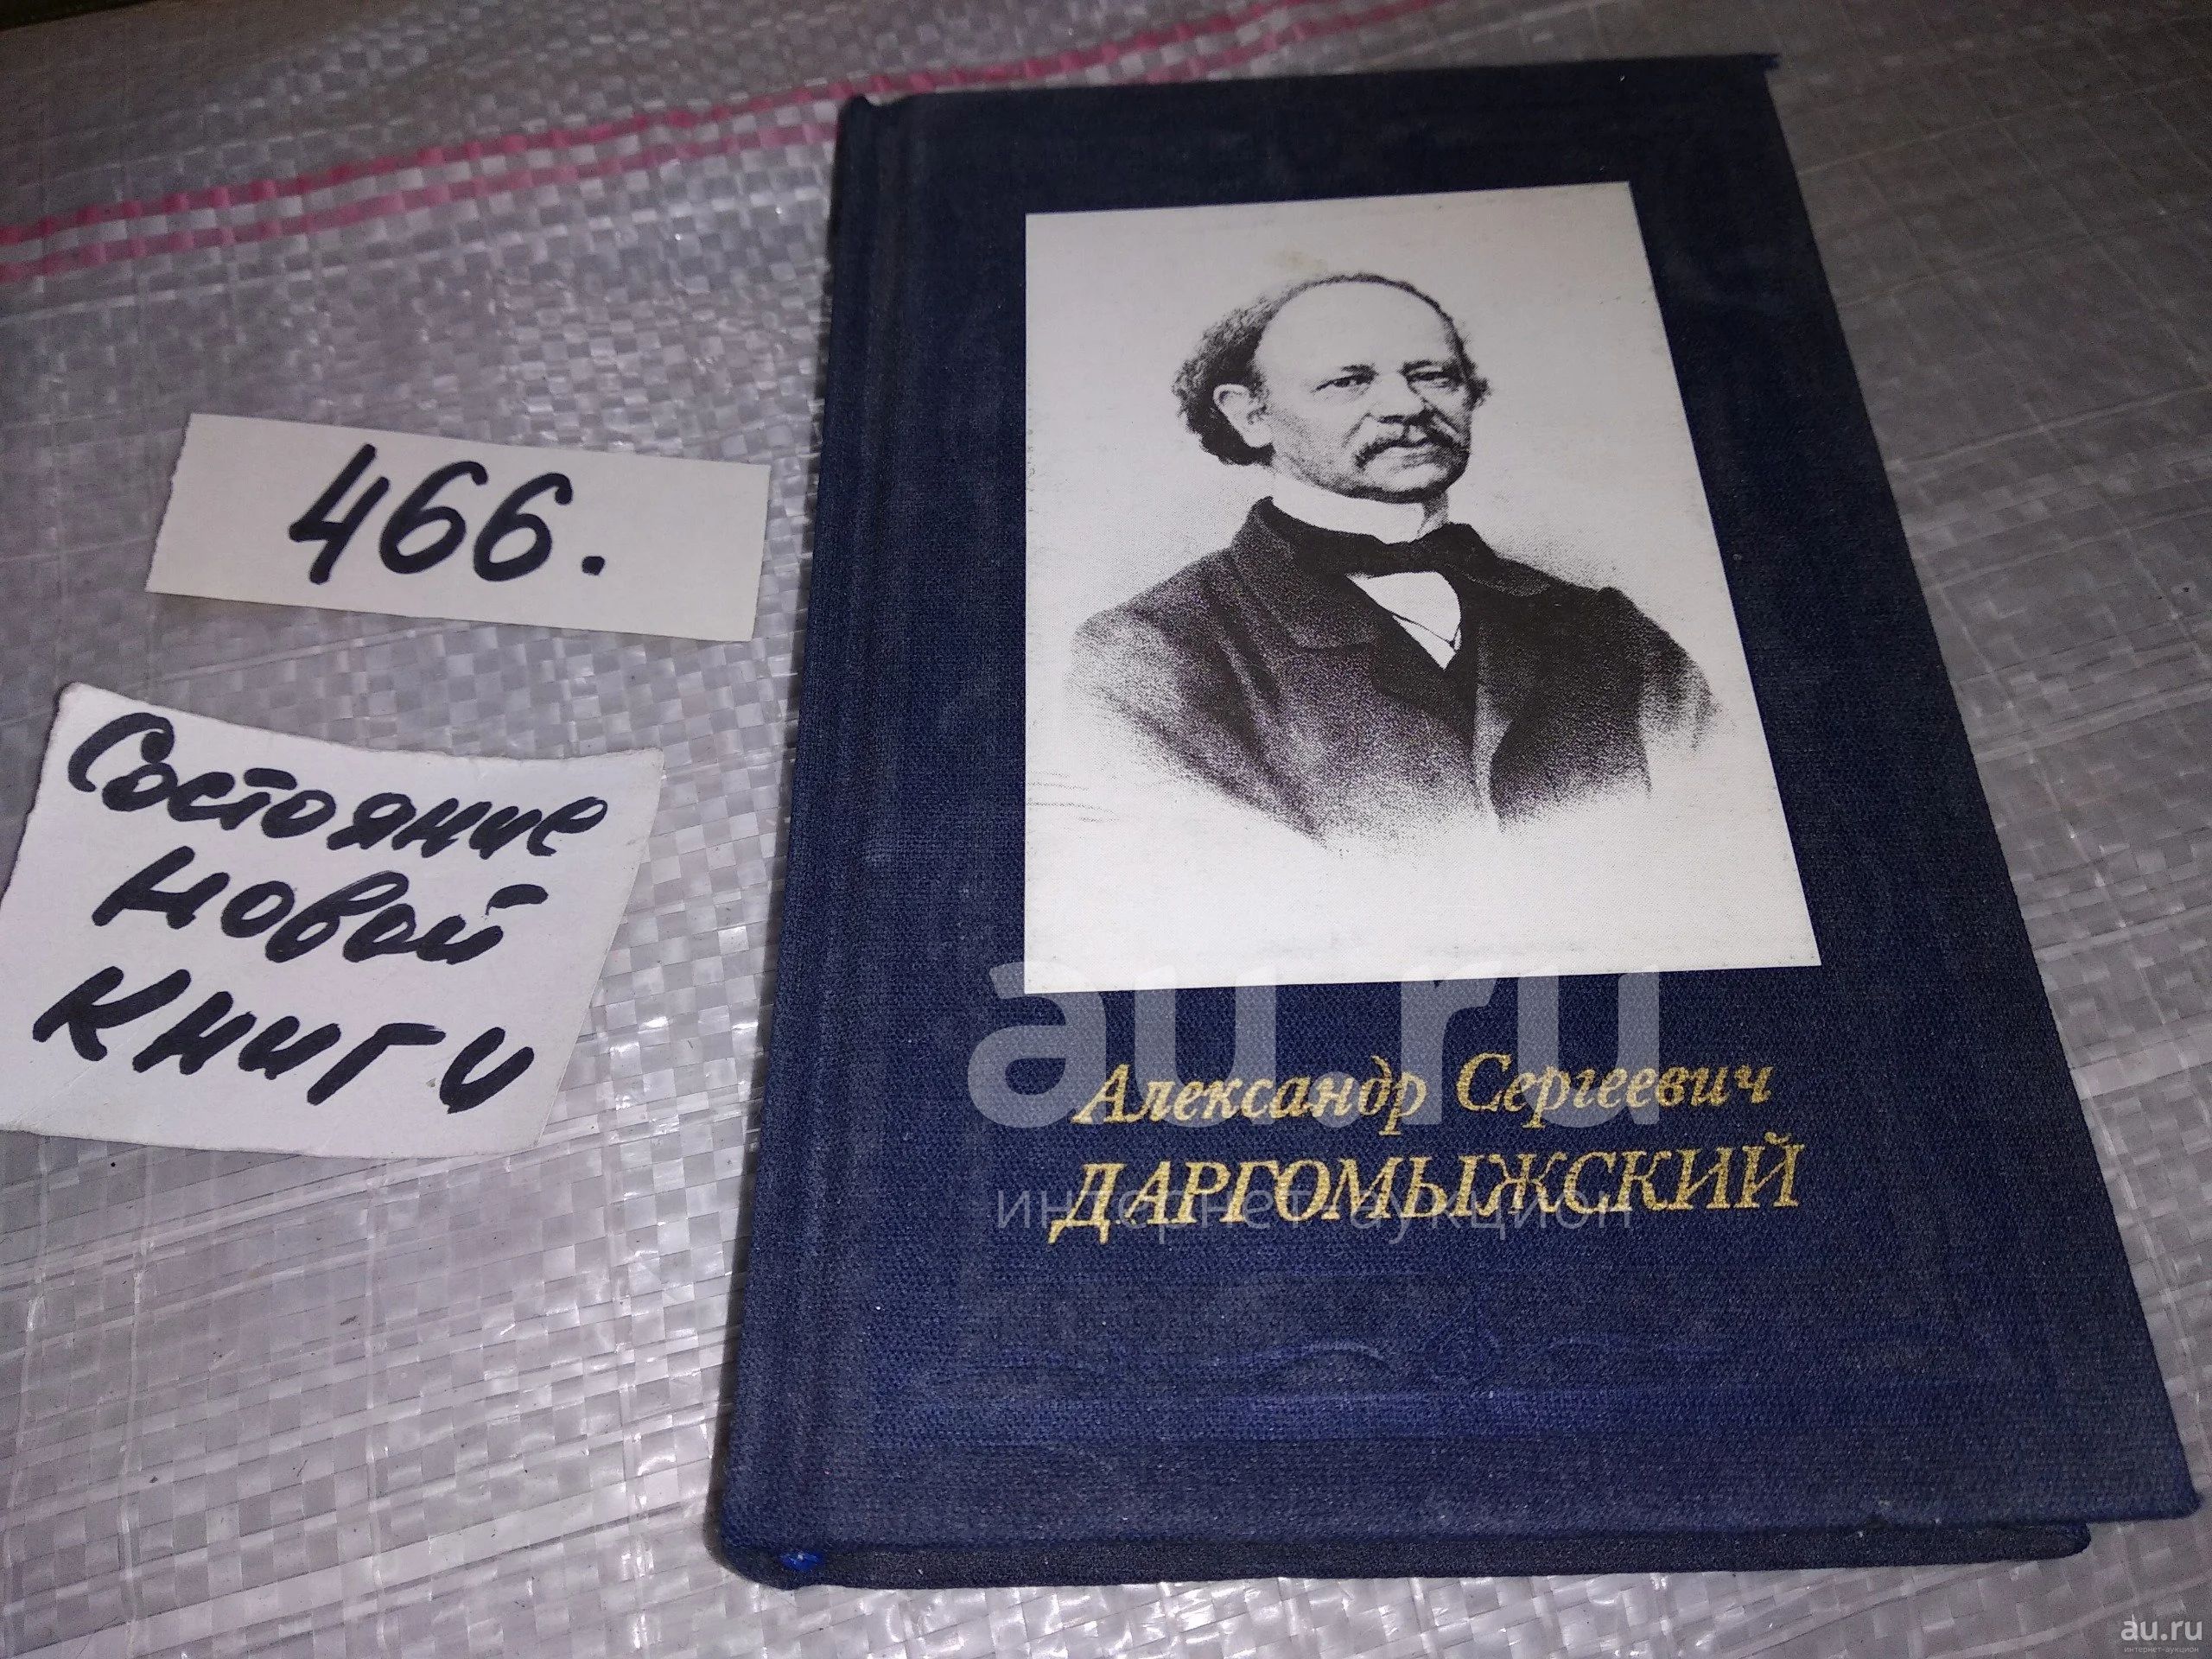 466.
Состояние
новой
книги
Александр Сергеевич
ДАРГОМЫЖСКИЙ
au.ru
интернет-аукцион
au.ru
интернет-аукцион